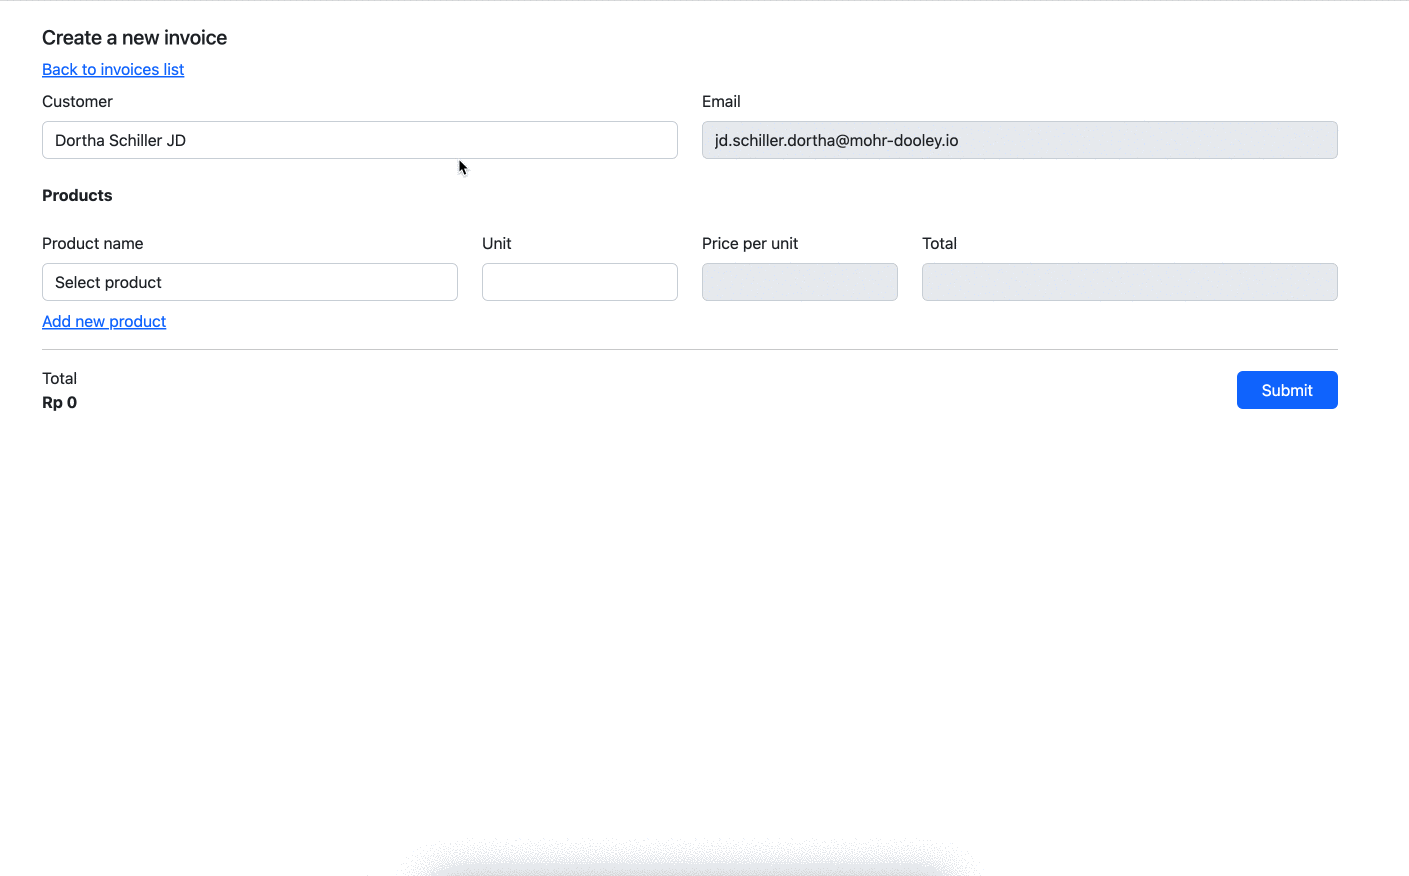 Create a new invoice
Back to invoices list
Customer
Email
Dortha Schiller JD
jd.schiller.dortha@mohr-dooley.io
Products
Product name
Unit
Price per unit
Total
Select product
Add new product
Total
Rp 0
Submit